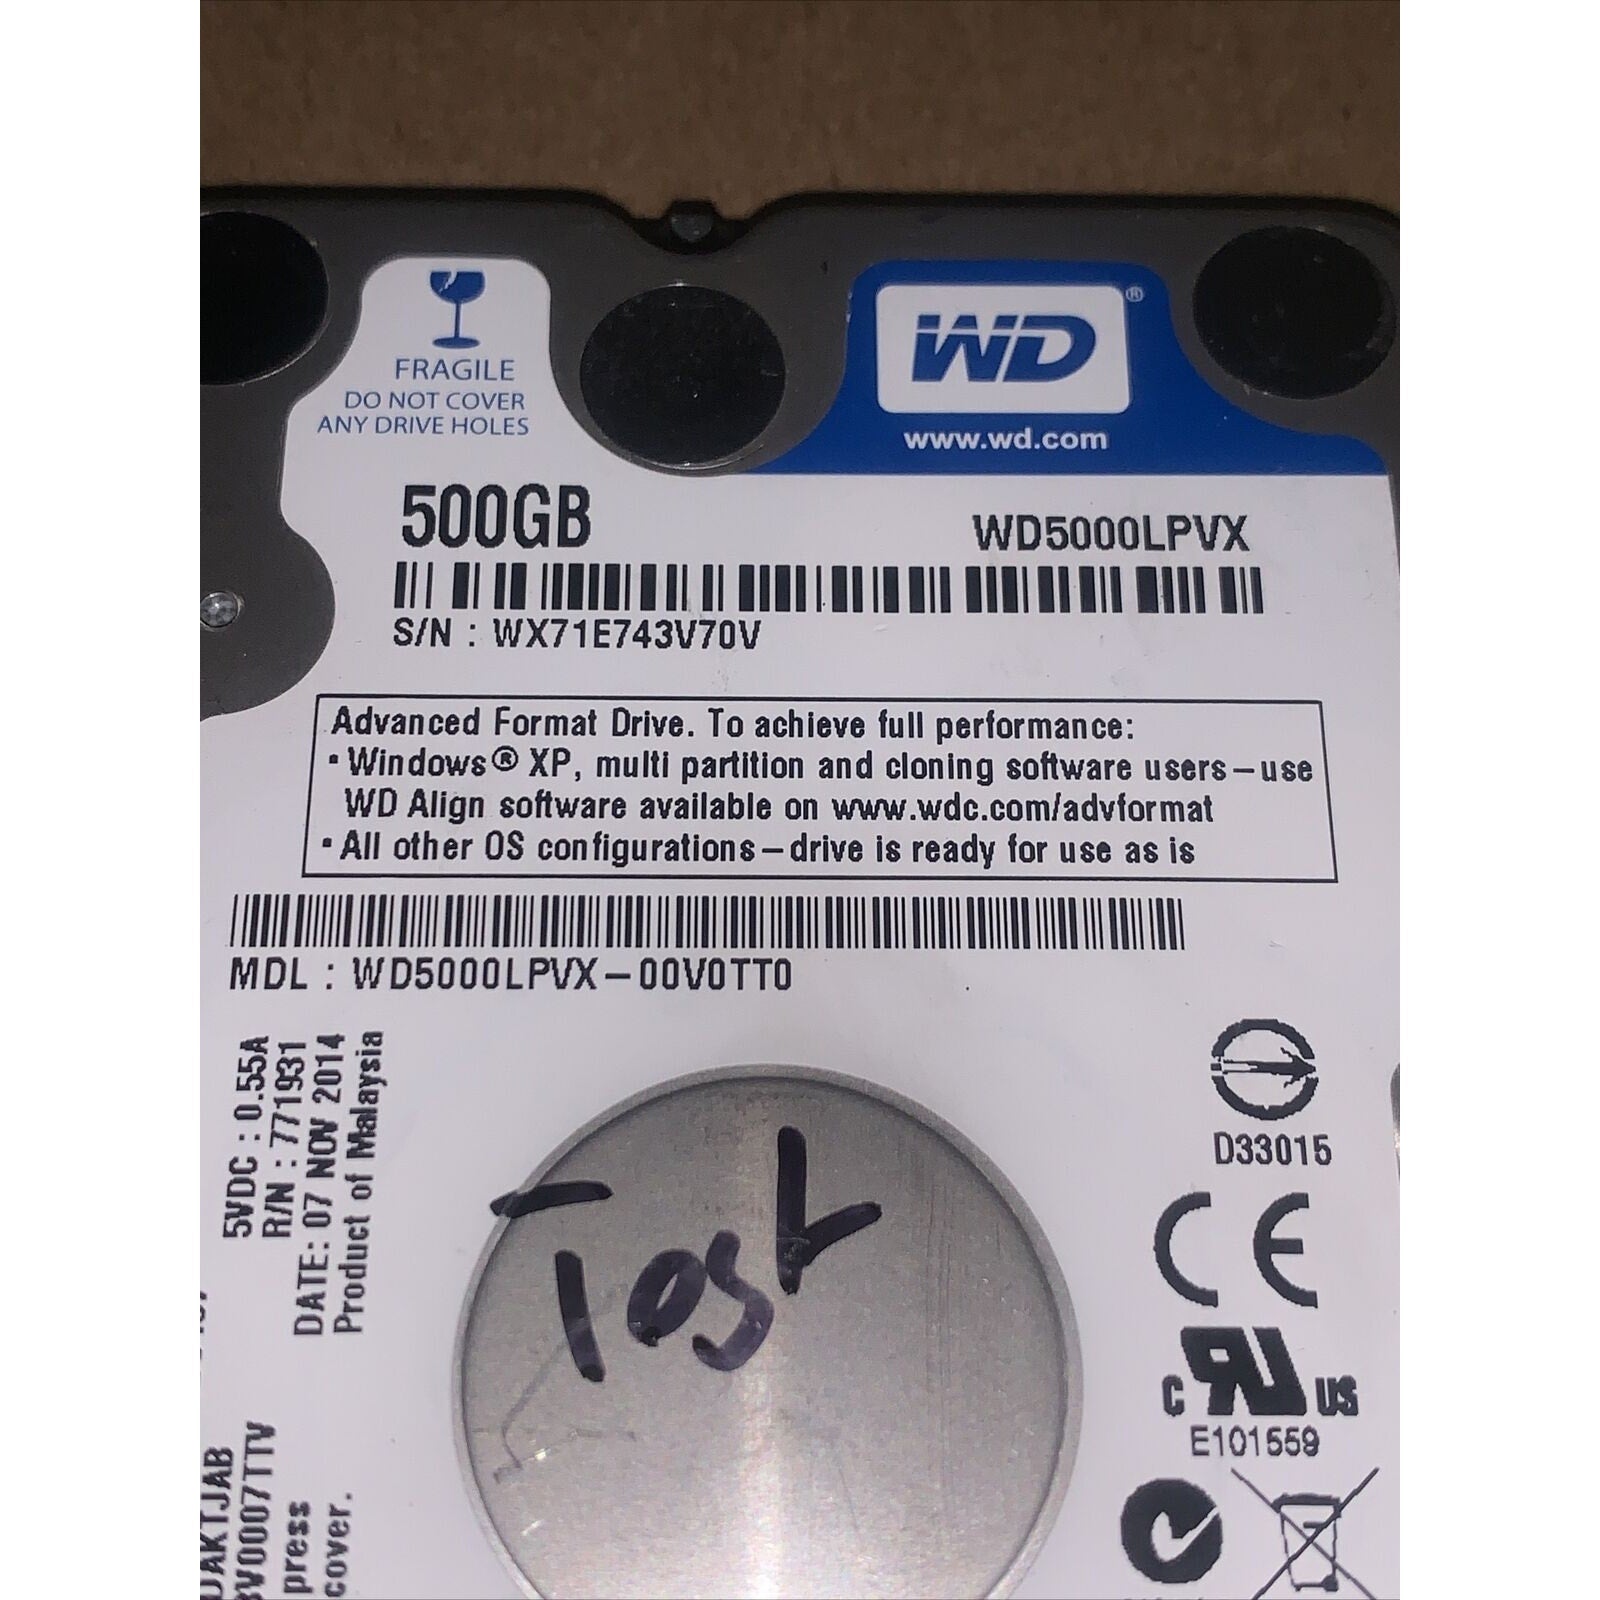 FRAGILE
DO NOT COVER
ANY DRIVE HOLES
WD®
www.wd.com
500GB
WD5000LPVX
S/N : WX71E743V70V
Advanced Format Drive. To achieve full performance:
▪ Windows® XP, multi partition and cloning software users – use
WD Align software available on www.wdc.com/advformat
▪ All other OS configurations – drive is ready for use as is
MDL : WD5000LPVX – 00V0TT0
5VDC : 0.55A
R/N : 771931
DATE: 07 NOV 2014
Product of Malaysia
D33015
CE
C UR US
E101559
press
cover.